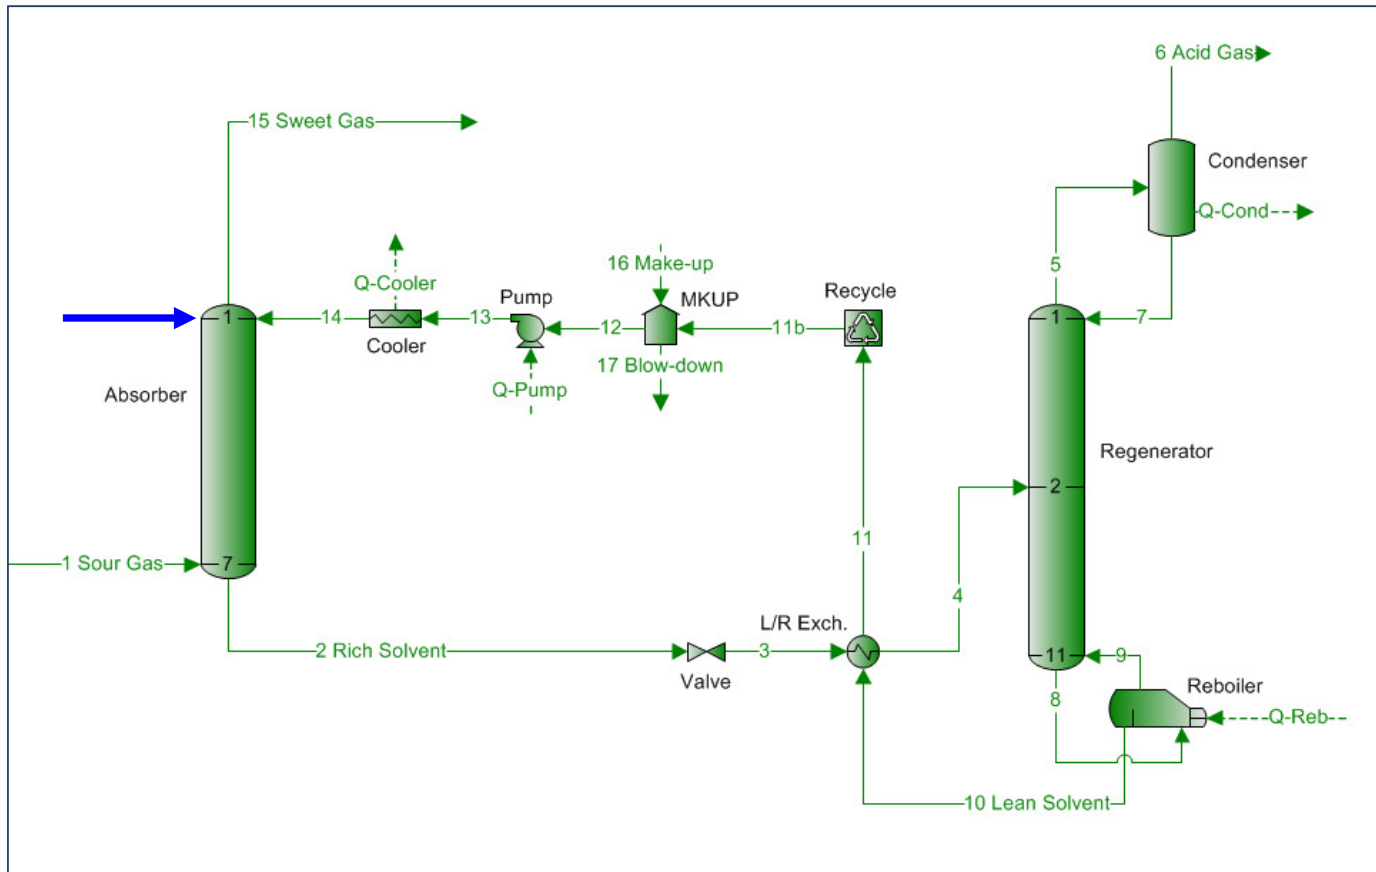 6 Acid Gas
15 Sweet Gas
Condenser
Q-Cond
16 Make-up
5
Q-Cooler
Pump
MKUP
Recycle
1
14
13
12
11b
1
7
Cooler
17 Blow-down
Q-Pump
Absorber
Regenerator
2
11
1 Sour Gas
7
4
L/R Exch.
2 Rich Solvent
3
11
9
Valve
Reboiler
8
Q-Reb
10 Lean Solvent